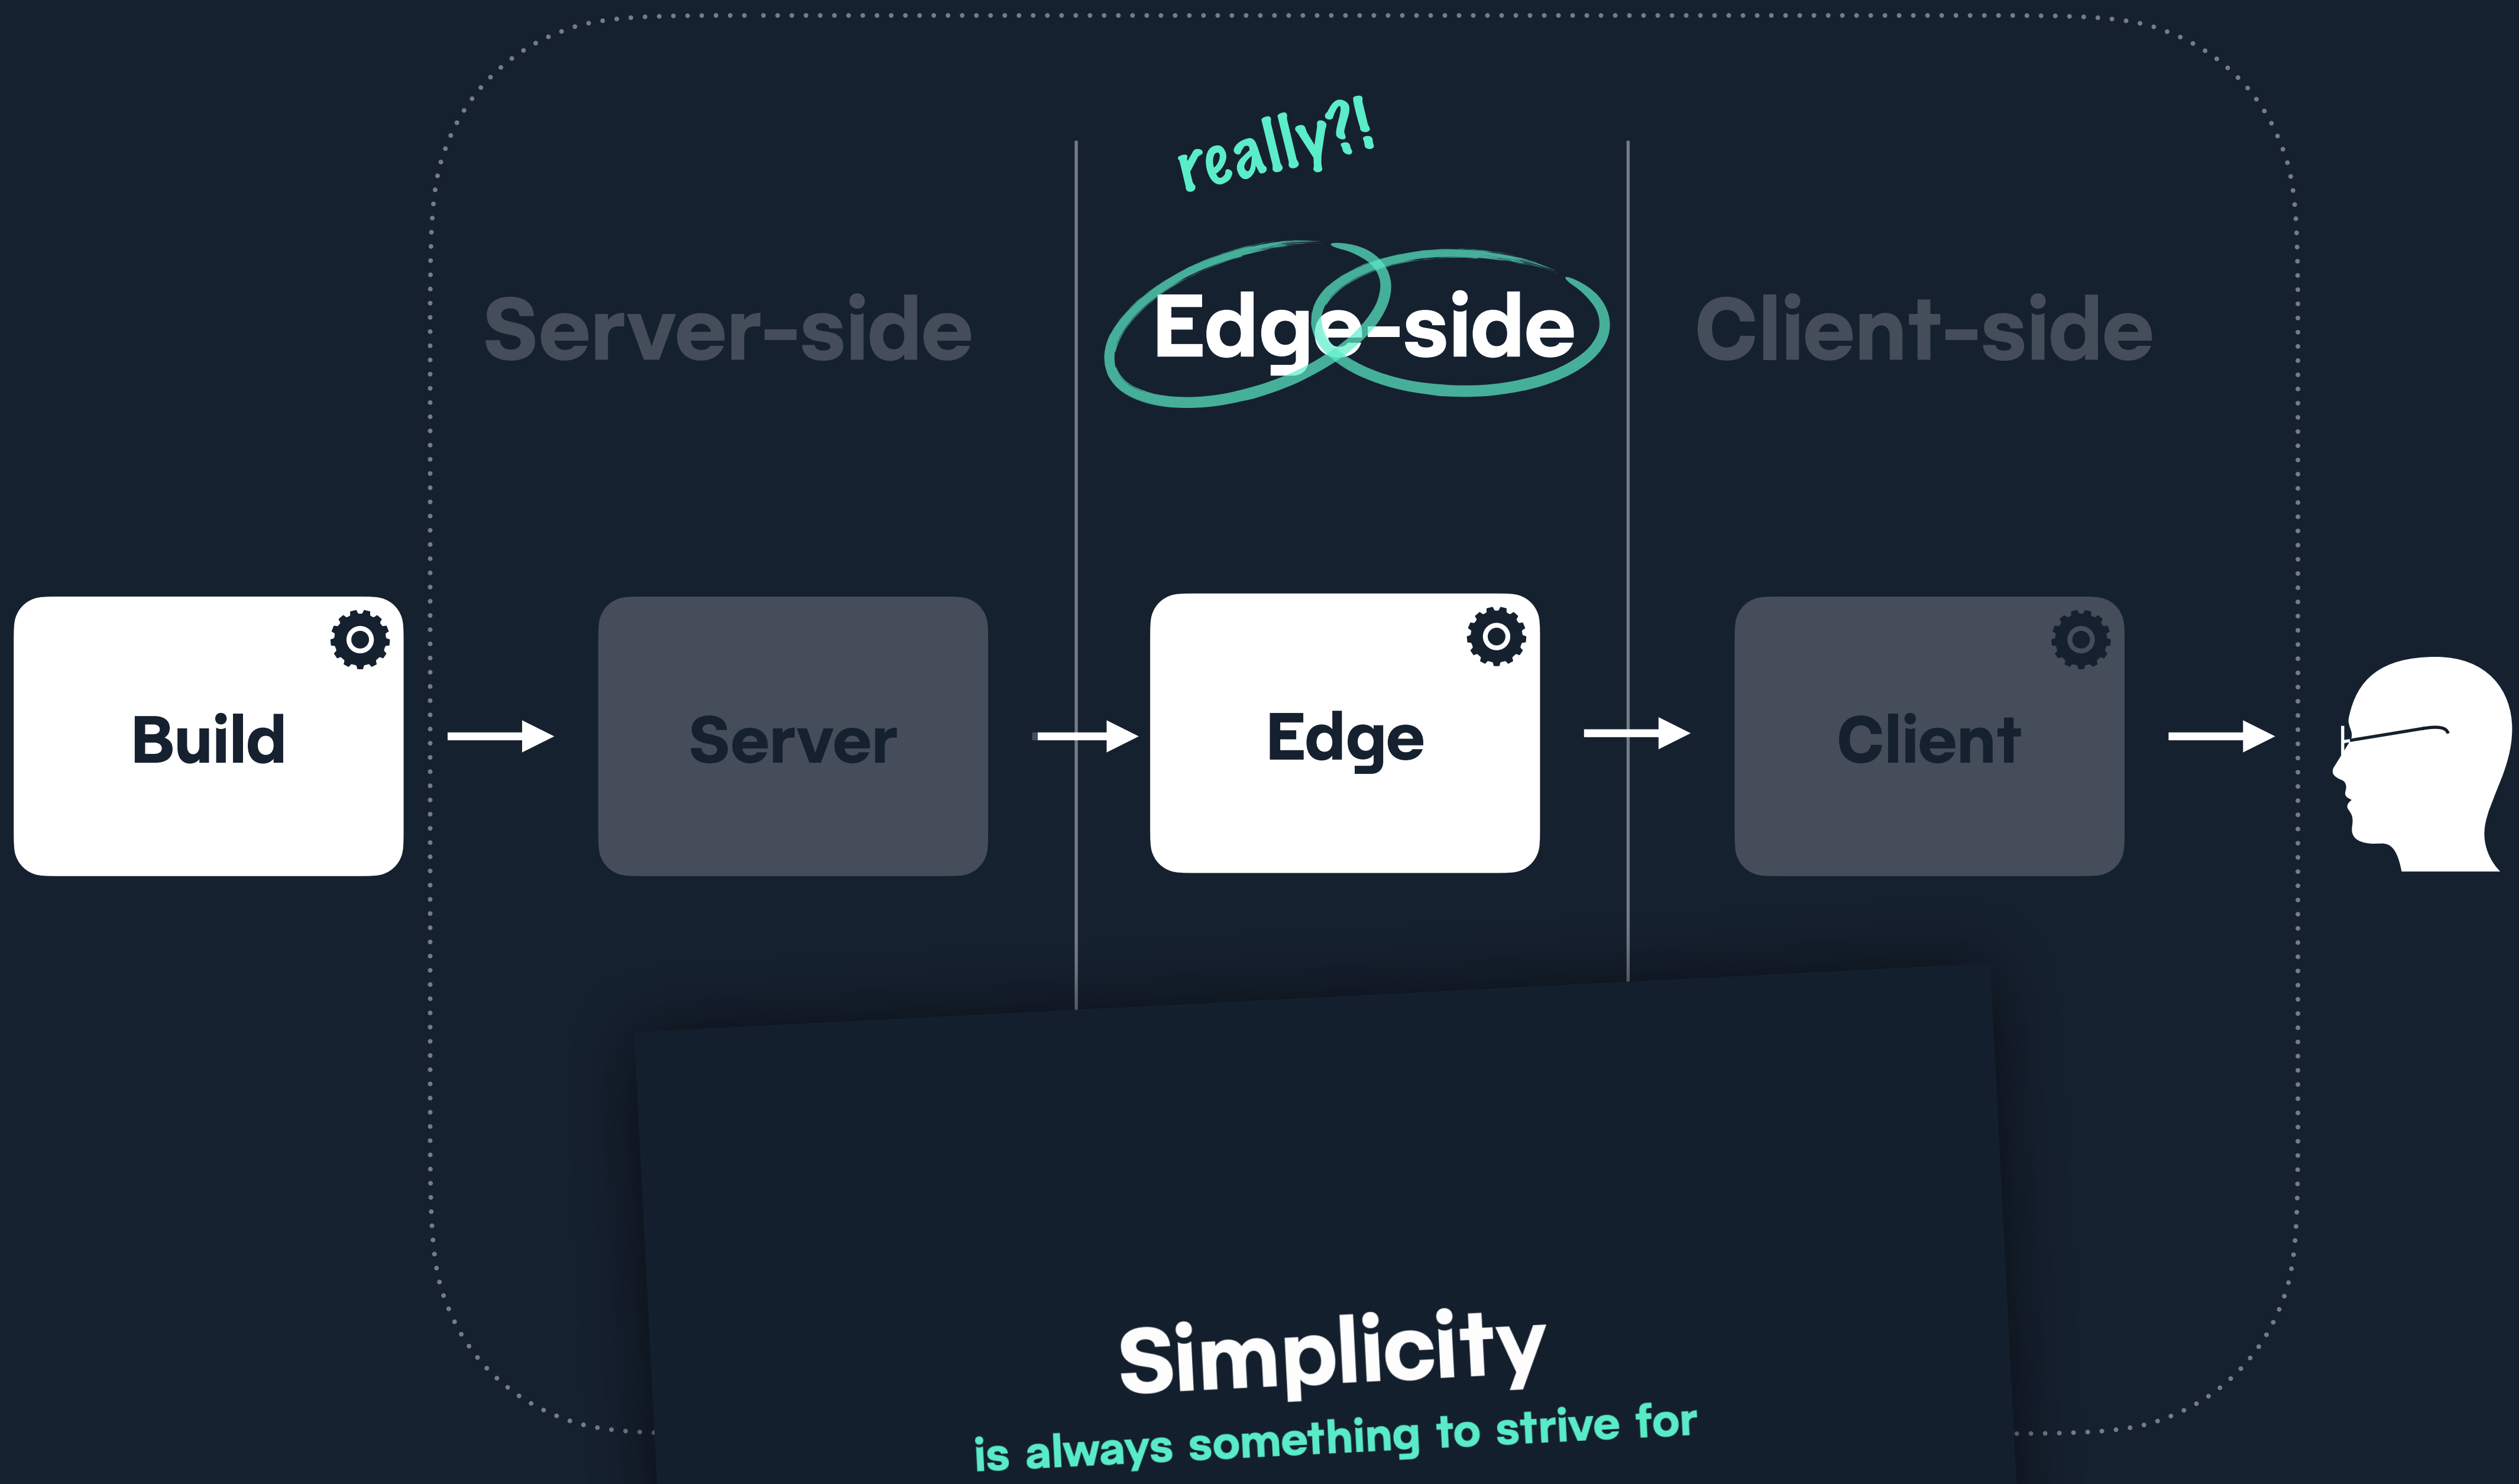 really?!
Server-side
Edge-side
Client-side
Build
Server
Edge
Client
Simplicity
is always something to strive for